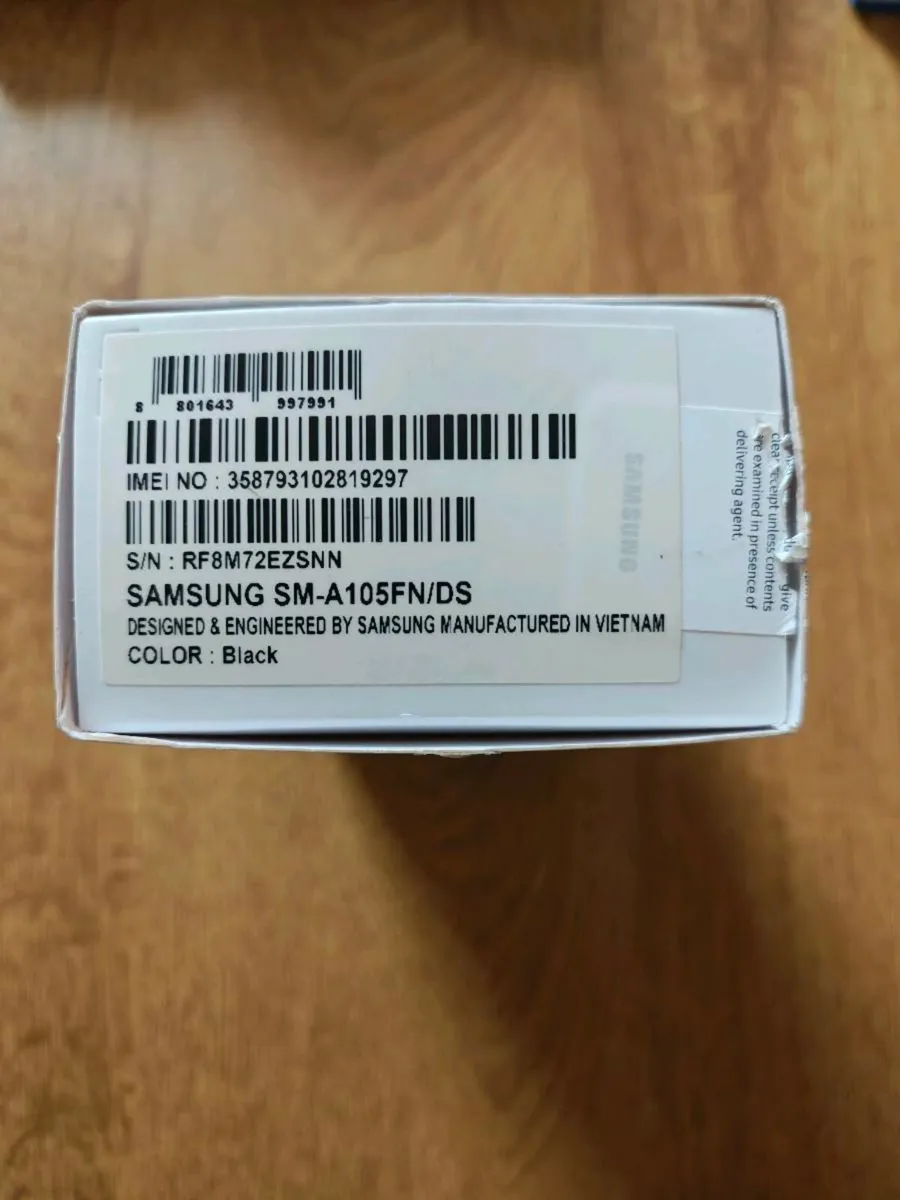 8 801643 997991
IMEI NO : 358793102819297
S/N : RF8M72EZSNN
SAMSUNG SM-A105FN/DS
DESIGNED & ENGINEERED BY SAMSUNG MANUFACTURED IN VIETNAM
COLOR : Black
SAMSUNG
give
receipt unless contents
are examined in presence of
delivering agent.